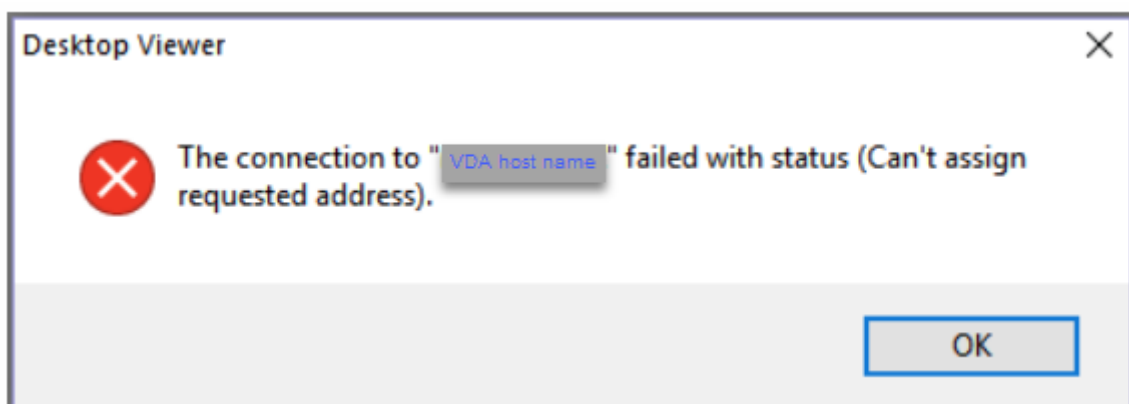 Desktop Viewer
The connection to "VDA host name" failed with status (Can't assign
requested address).
OK